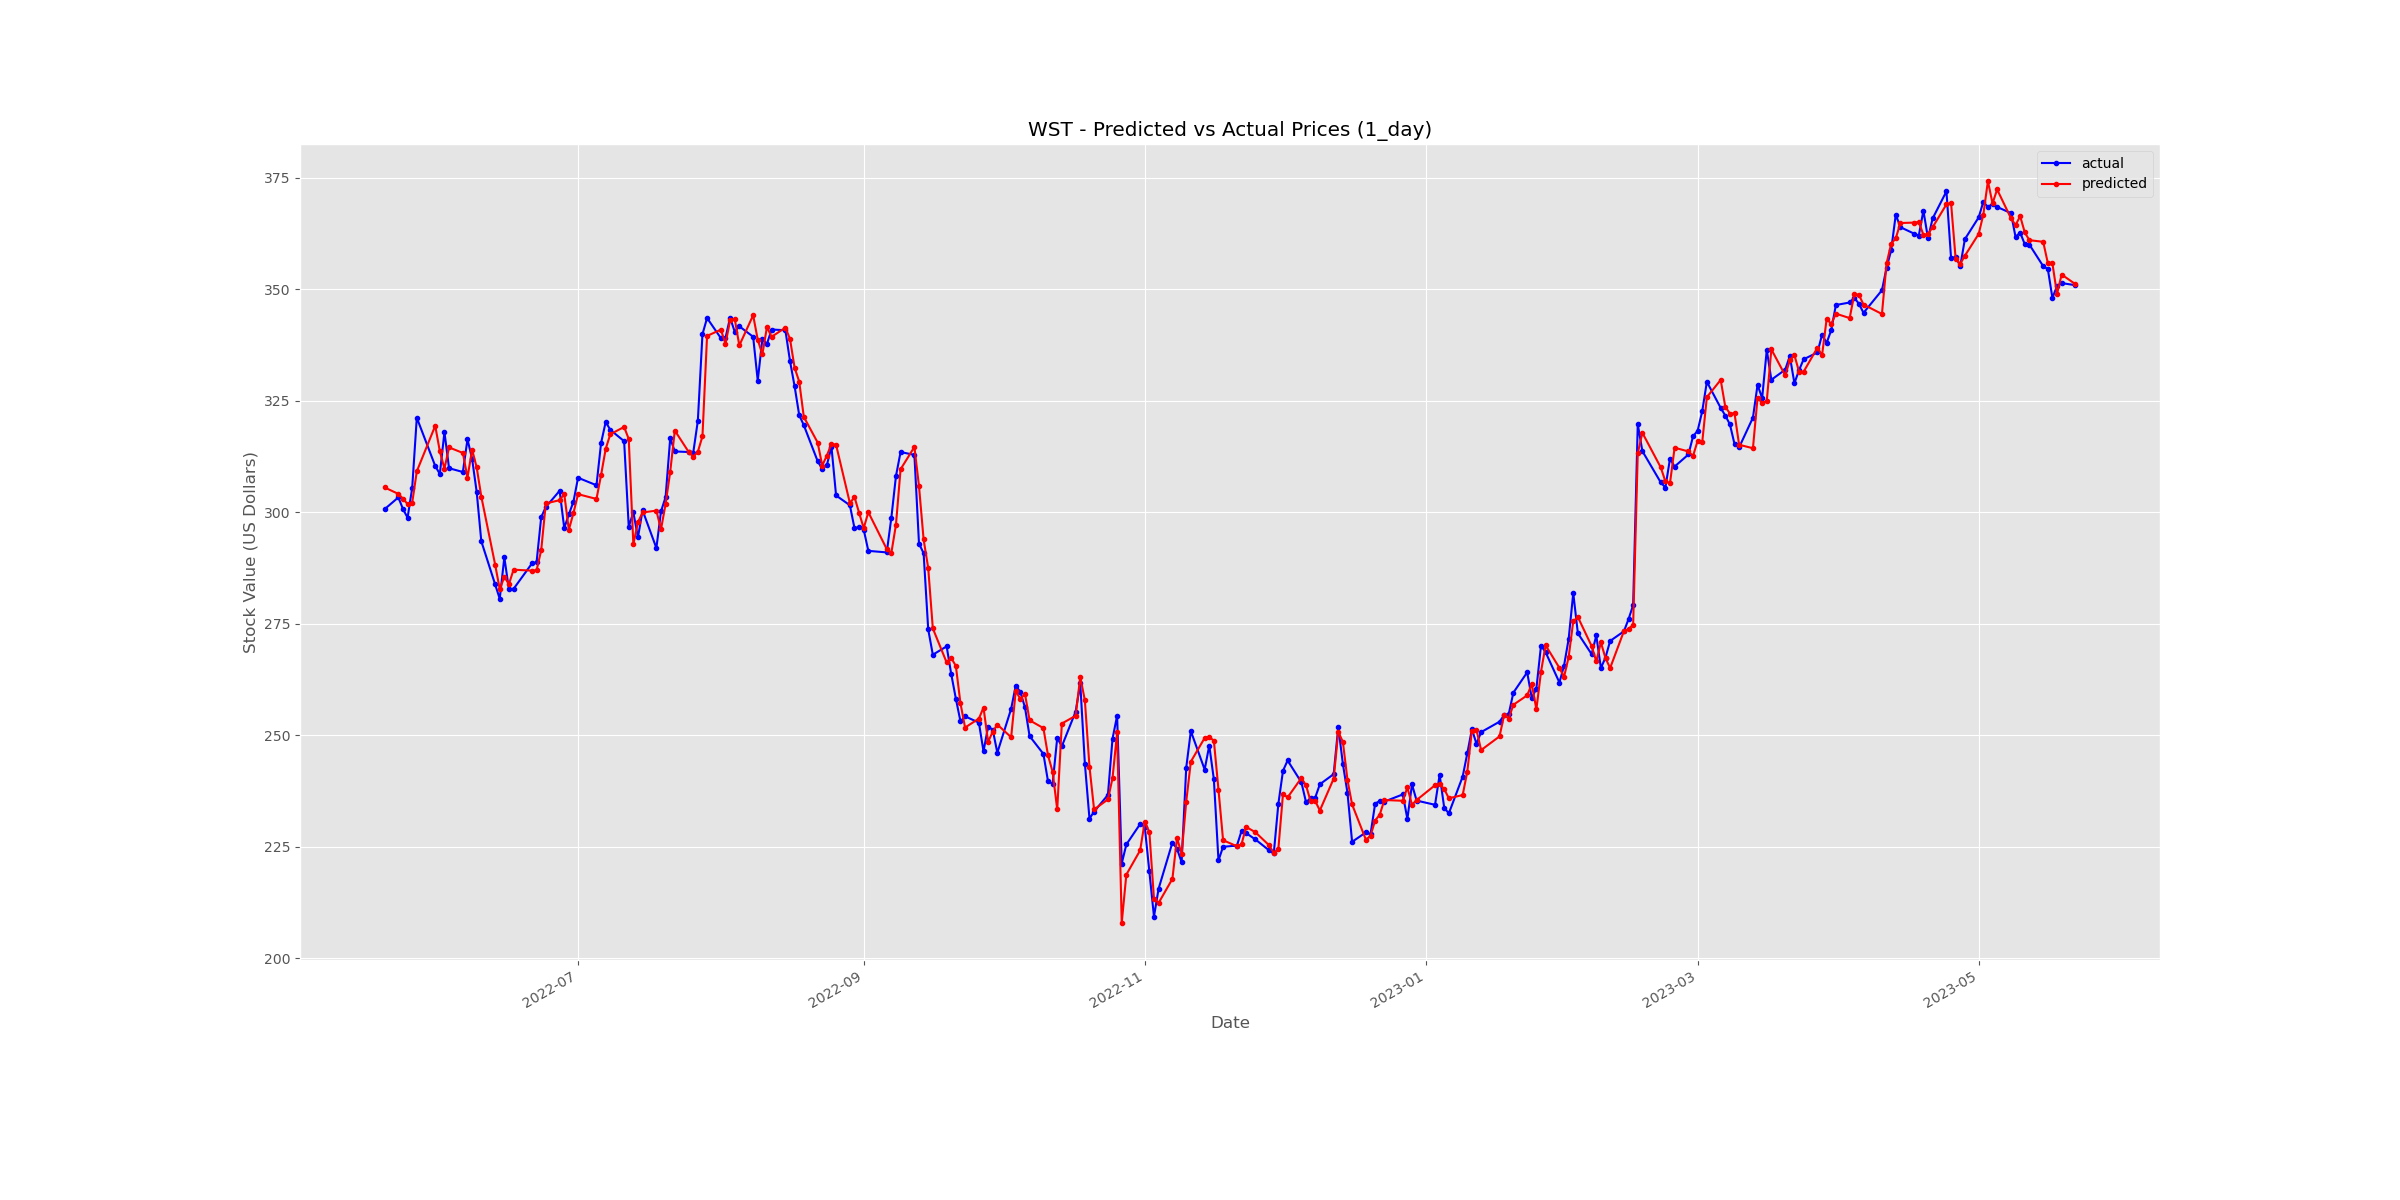 WST - Predicted vs Actual Prices (1_day)
actual
predicted
Stock Value (US Dollars)
375
350
325
300
275
250
225
200
2022-07
2022-09
2022-11
2023-01
2023-03
2023-05
Date